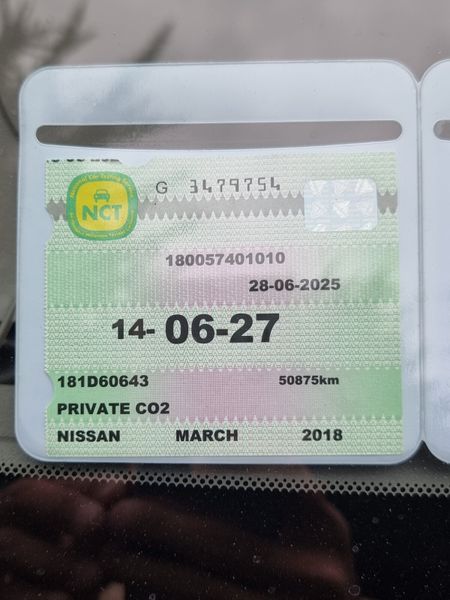 NCT
G 3479754
180057401010
28-06-2025
14-06-27
181D60643 50875km
PRIVATE CO2
NISSAN MARCH 2018